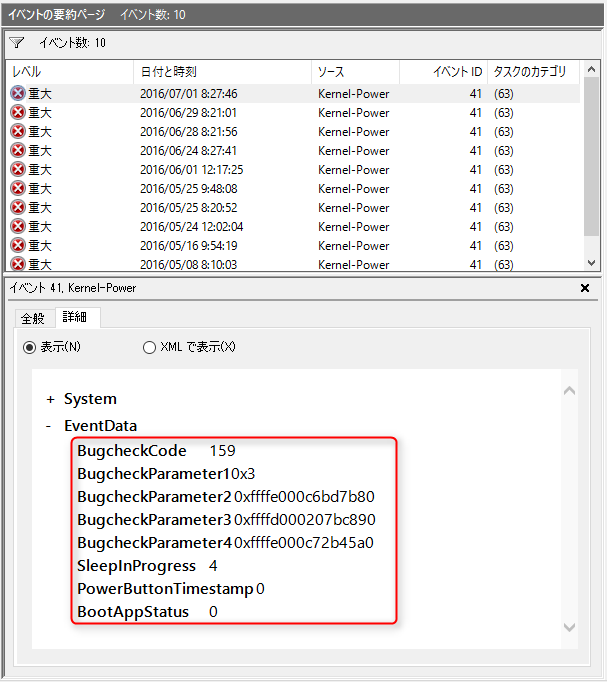 イベントの要約ページ イベント数: 10
イベント数: 10
レベル 日付と時刻 ソース イベント ID タスクのカテゴリ
重大 2016/07/01 8:27:46 Kernel-Power 41 (63)
重大 2016/06/29 8:21:01 Kernel-Power 41 (63)
重大 2016/06/28 8:21:56 Kernel-Power 41 (63)
重大 2016/06/24 8:27:41 Kernel-Power 41 (63)
重大 2016/06/01 12:17:25 Kernel-Power 41 (63)
重大 2016/05/25 9:48:08 Kernel-Power 41 (63)
重大 2016/05/25 8:20:52 Kernel-Power 41 (63)
重大 2016/05/24 12:02:04 Kernel-Power 41 (63)
重大 2016/05/16 9:54:19 Kernel-Power 41 (63)
重大 2016/05/08 8:10:03 Kernel-Power 41 (63)
イベント 41, Kernel-Power
全般 詳細
表示(N) XML で表示(X)
+ System
- EventData
BugcheckCode 159
BugcheckParameter1 0x3
BugcheckParameter2 0xffffe000c6bd7b80
BugcheckParameter3 0xffffd000207bc890
BugcheckParameter4 0xffffe000c72b45a0
SleepInProgress 4
PowerButtonTimestamp 0
BootAppStatus 0